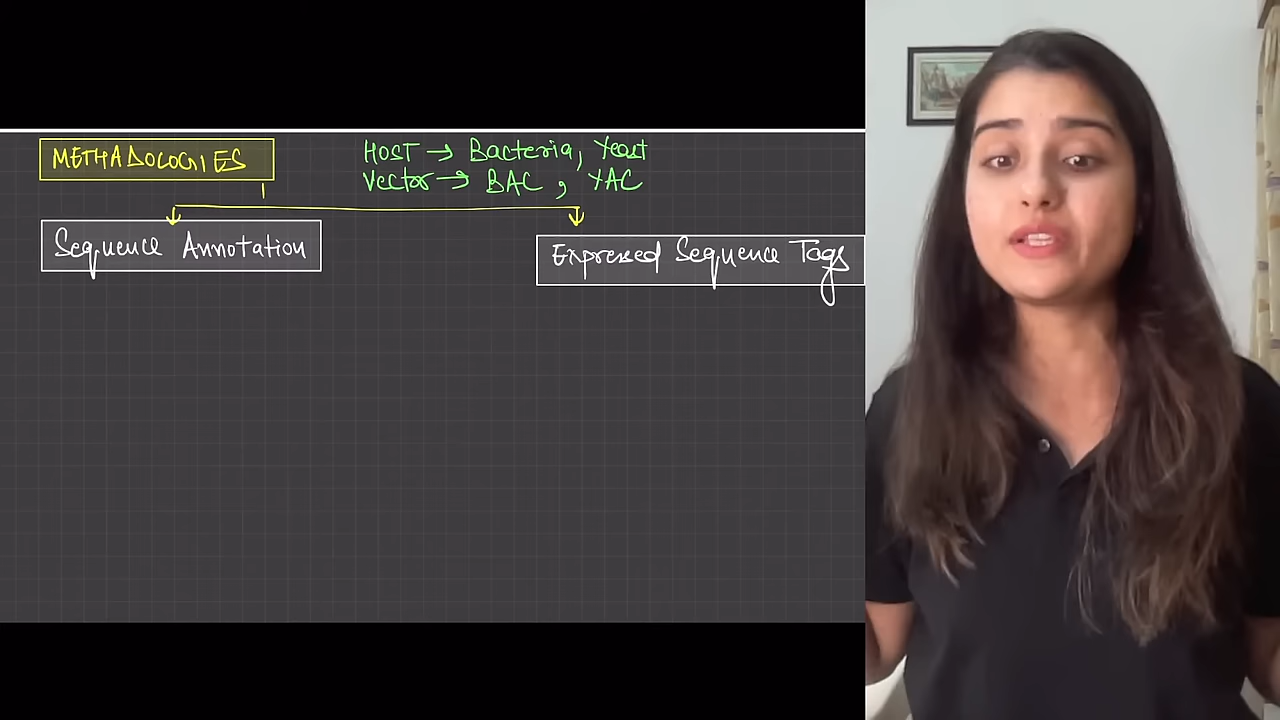 METHADOLOGIES
HOST → Bacteria, Yeast
Vector → BAC, YAC
Sequence Annotation
Expressed Sequence Tags